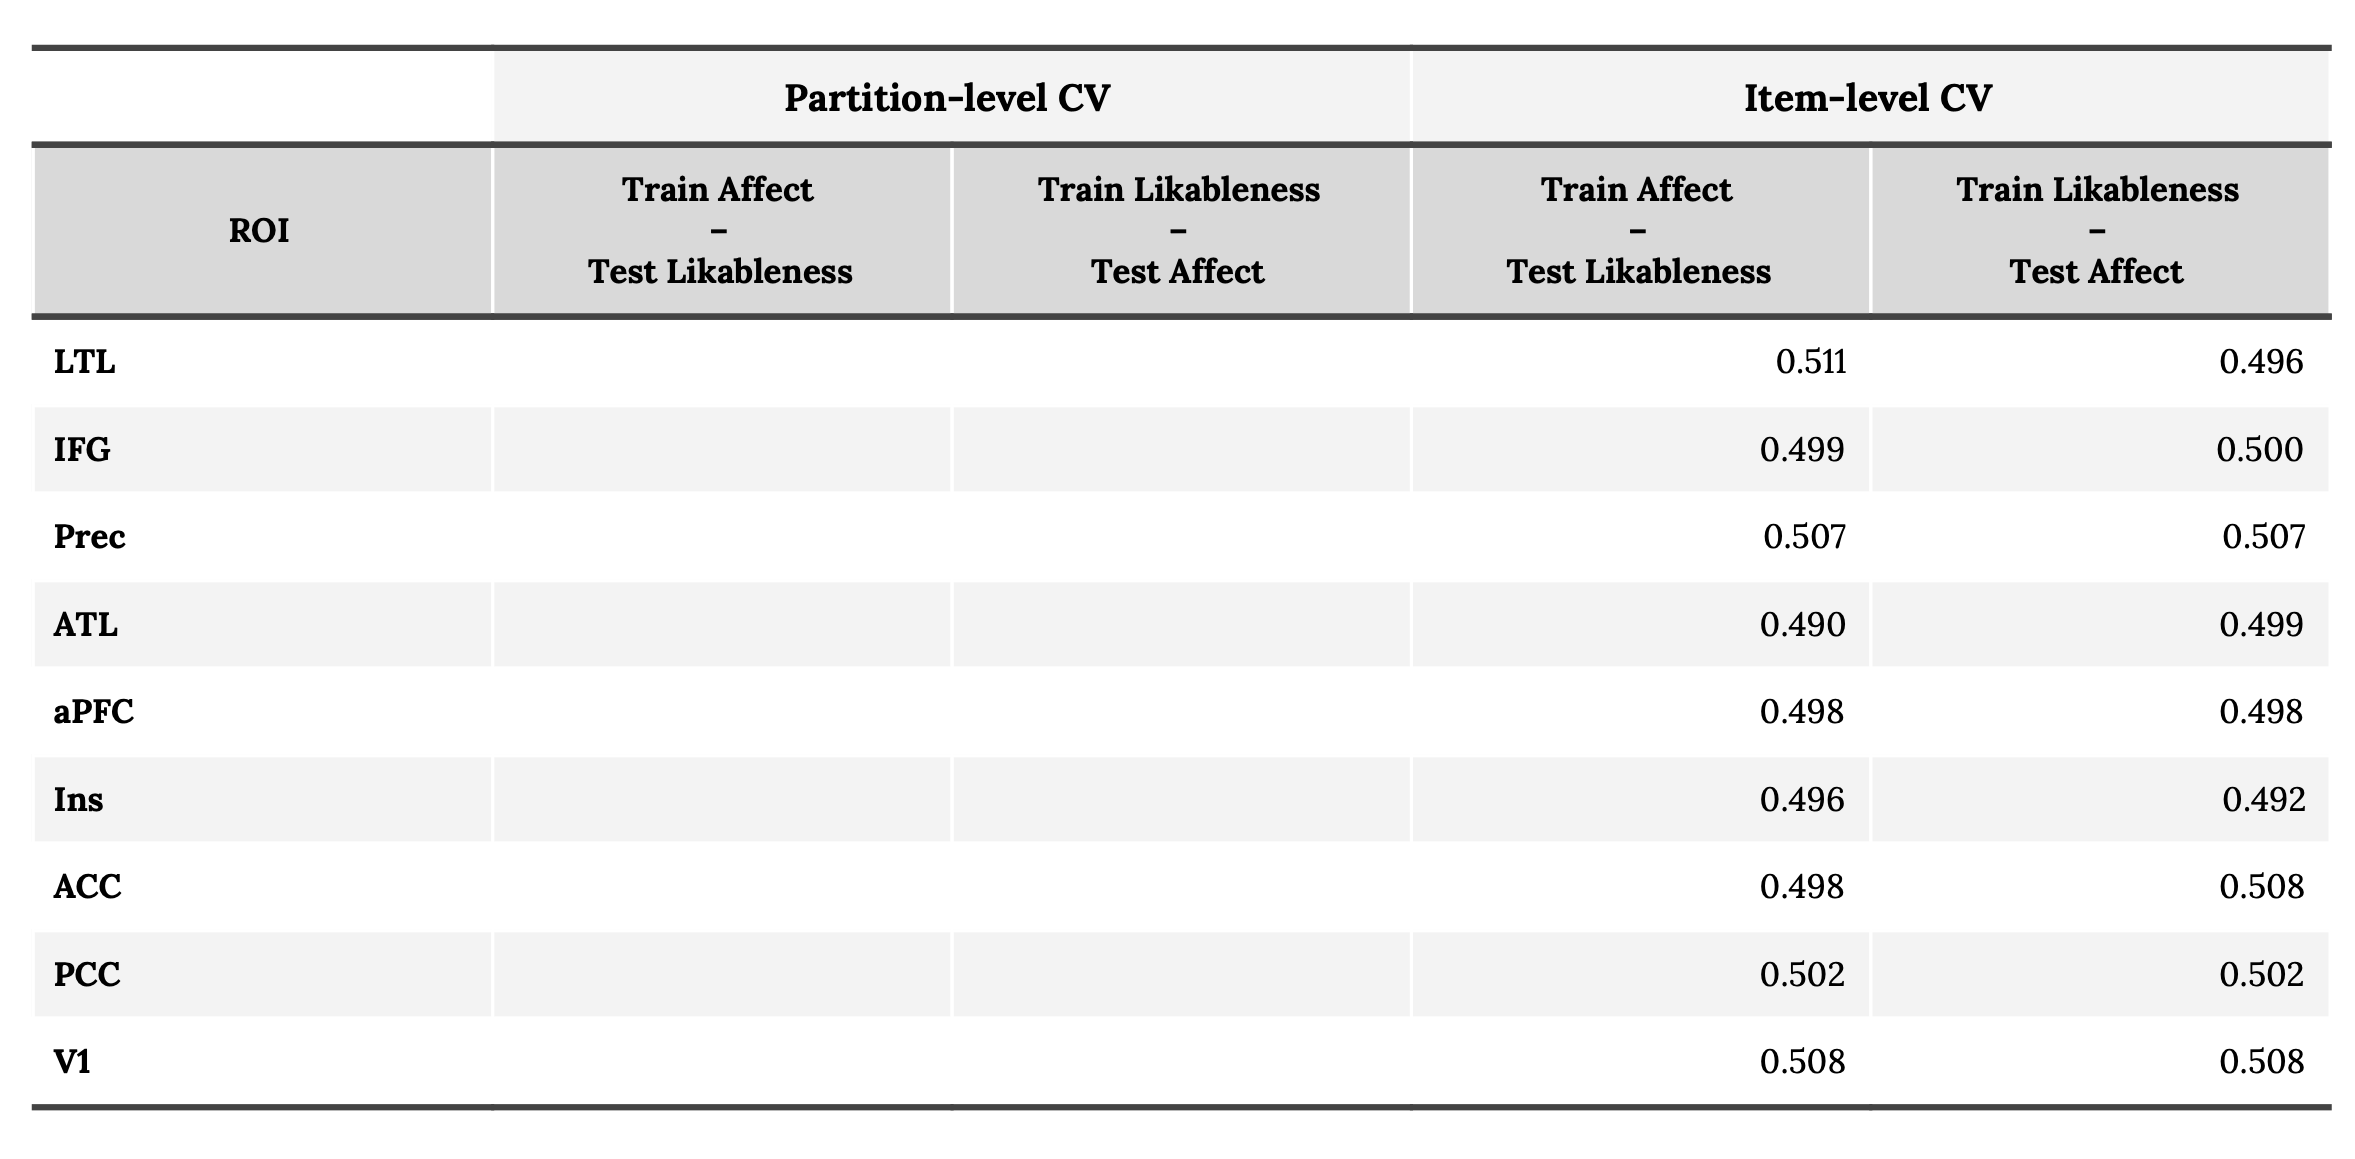 Partition-level CV Item-level CV
ROI Train Affect – Test Likableness Train Likableness – Test Affect Train Affect – Test Likableness Train Likableness – Test Affect
LTL 0.511 0.496
IFG 0.499 0.500
Prec 0.507 0.507
ATL 0.490 0.499
aPFC 0.498 0.498
Ins 0.496 0.492
ACC 0.498 0.508
PCC 0.502 0.502
V1 0.508 0.508